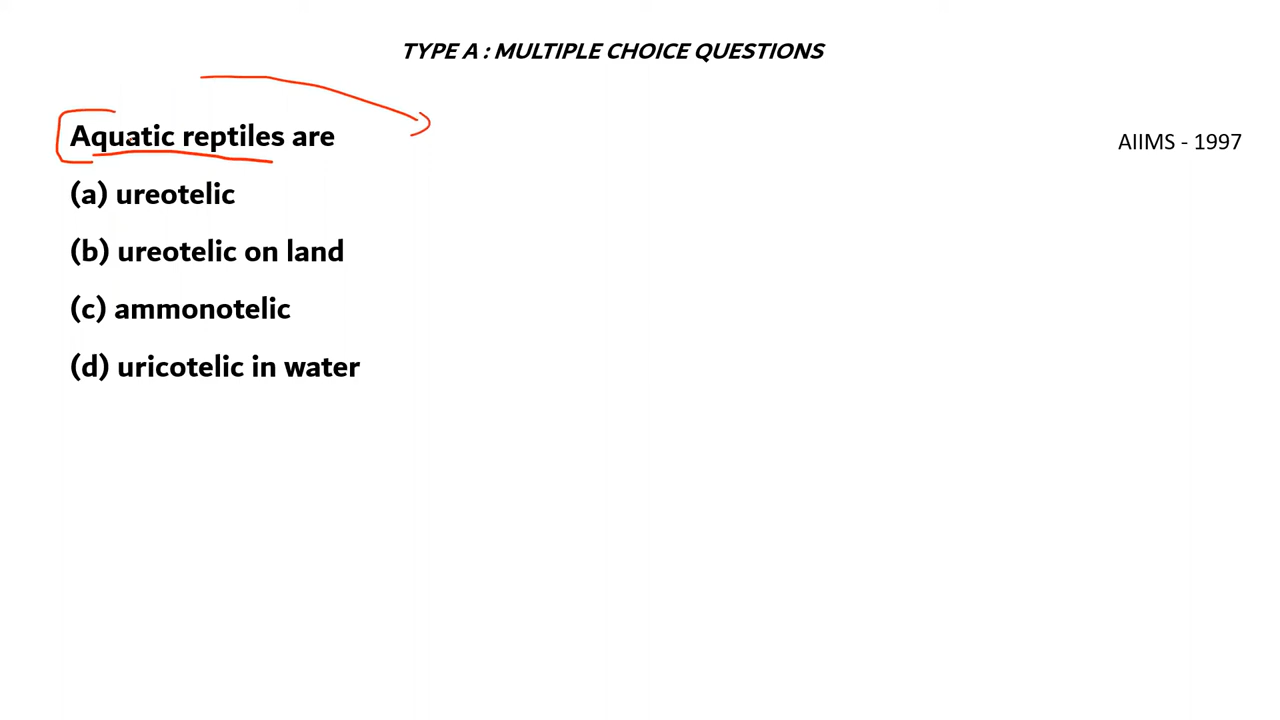 TYPE A : MULTIPLE CHOICE QUESTIONS
Aquatic reptiles are
AIIMS - 1997
(a) ureotelic
(b) ureotelic on land
(c) ammonotelic
(d) uricotelic in water